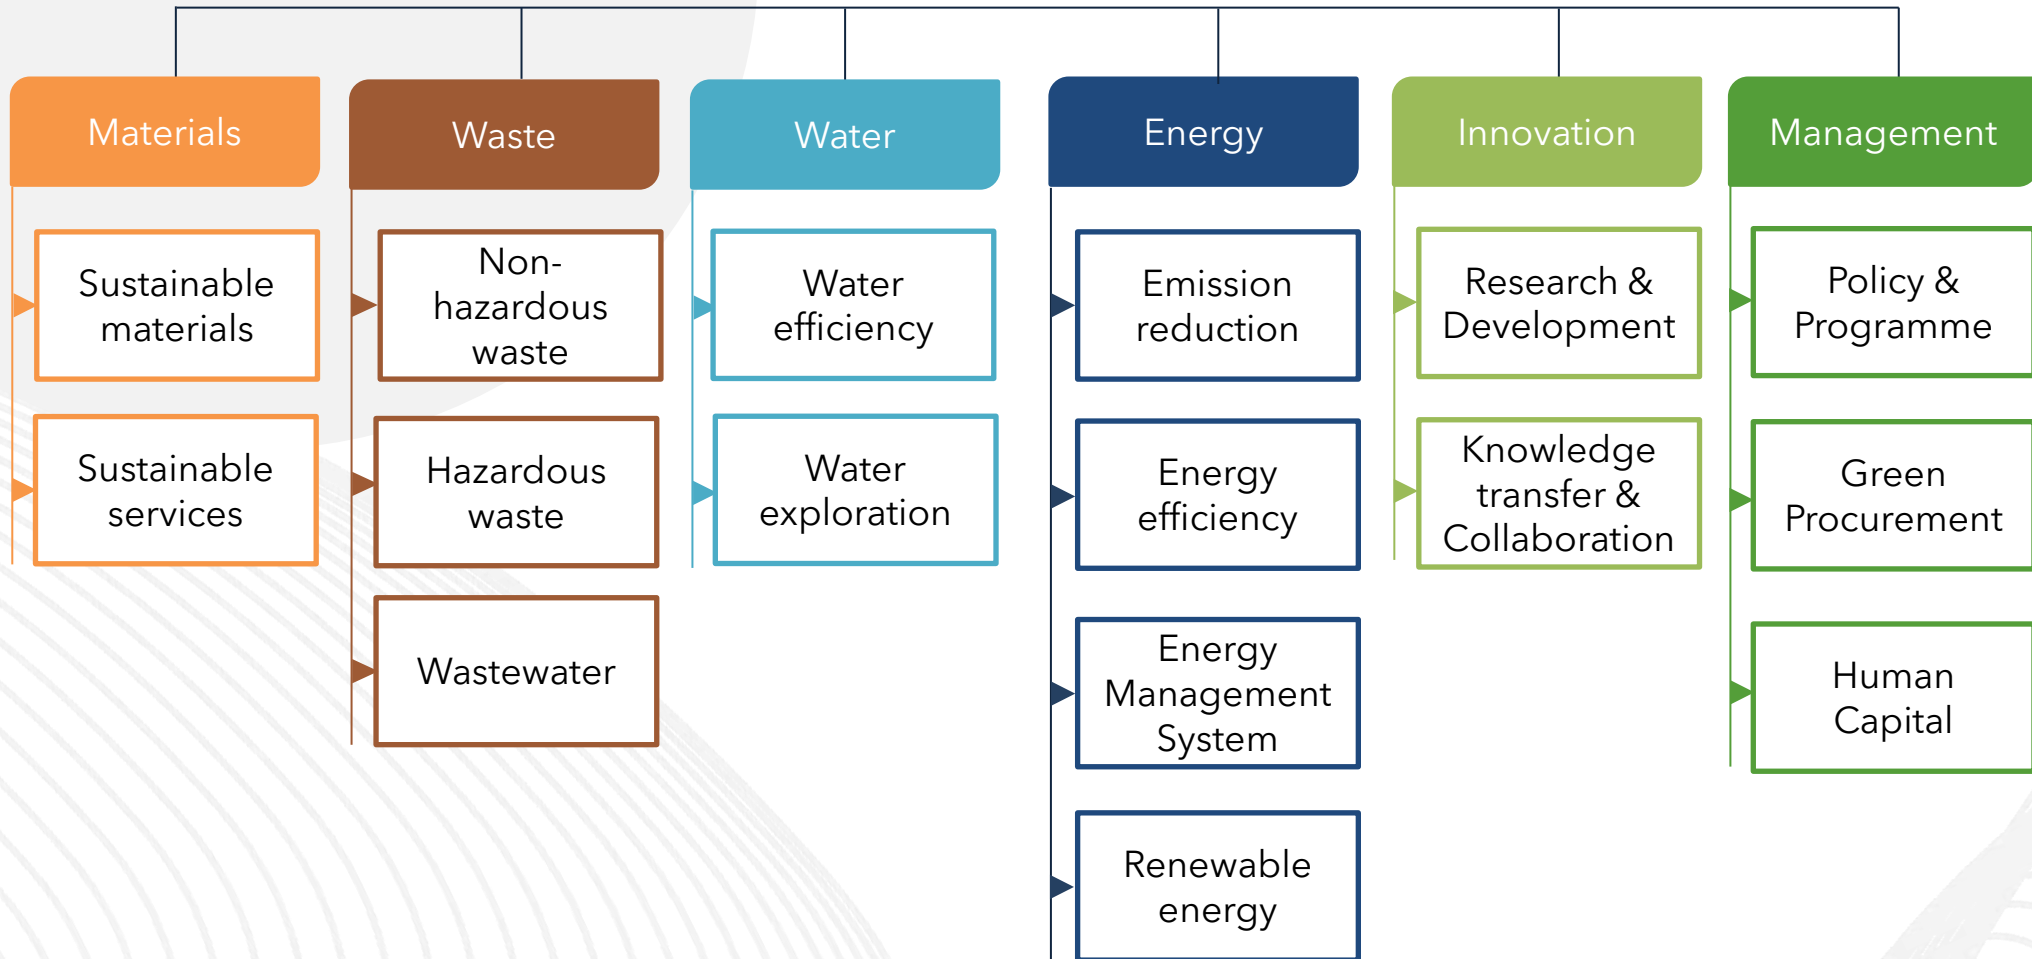 Materials
Sustainable
materials
Sustainable
services
Waste
Non-
hazardous
waste
Hazardous
waste
Wastewater
Water
Water
efficiency
Water
exploration
Energy
Emission
reduction
Energy
efficiency
Energy
Management
System
Renewable
energy
Innovation
Research &
Development
Knowledge
transfer &
Collaboration
Management
Policy &
Programme
Green
Procurement
Human
Capital